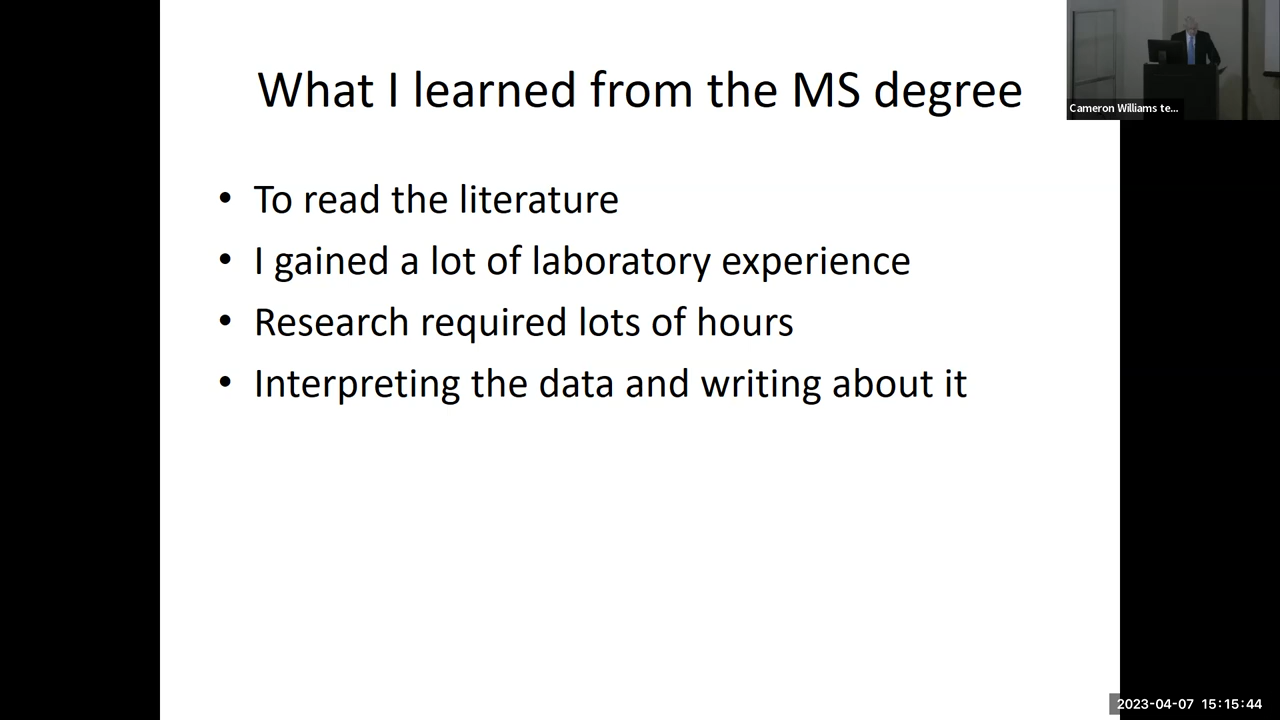 What I learned from the MS degree
Cameron Williams te...
• To read the literature
• I gained a lot of laboratory experience
• Research required lots of hours
• Interpreting the data and writing about it
2023-04-07 15:15:44